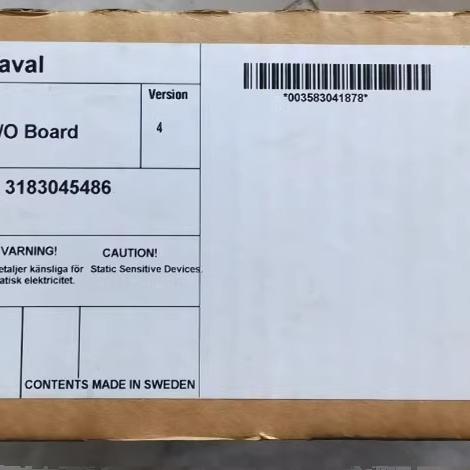 aval
*003583041878*
Version
/O Board
4
3183045486
VARNING!
CAUTION!
etaljer känsliga för
Static Sensitive Devices.
atisk elektricitet.
CONTENTS MADE IN SWEDEN